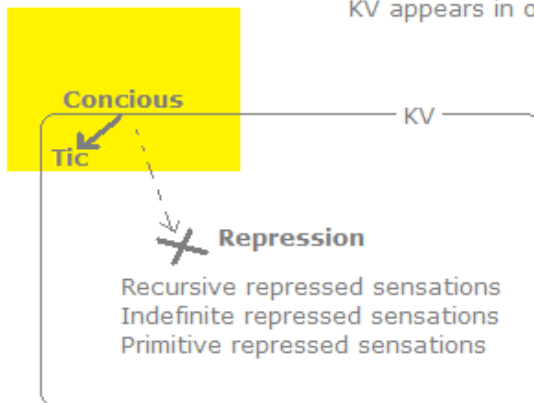 KV appears in
Concious
KV
Tic
Repression
Recursive repressed sensations
Indefinite repressed sensations
Primitive repressed sensations